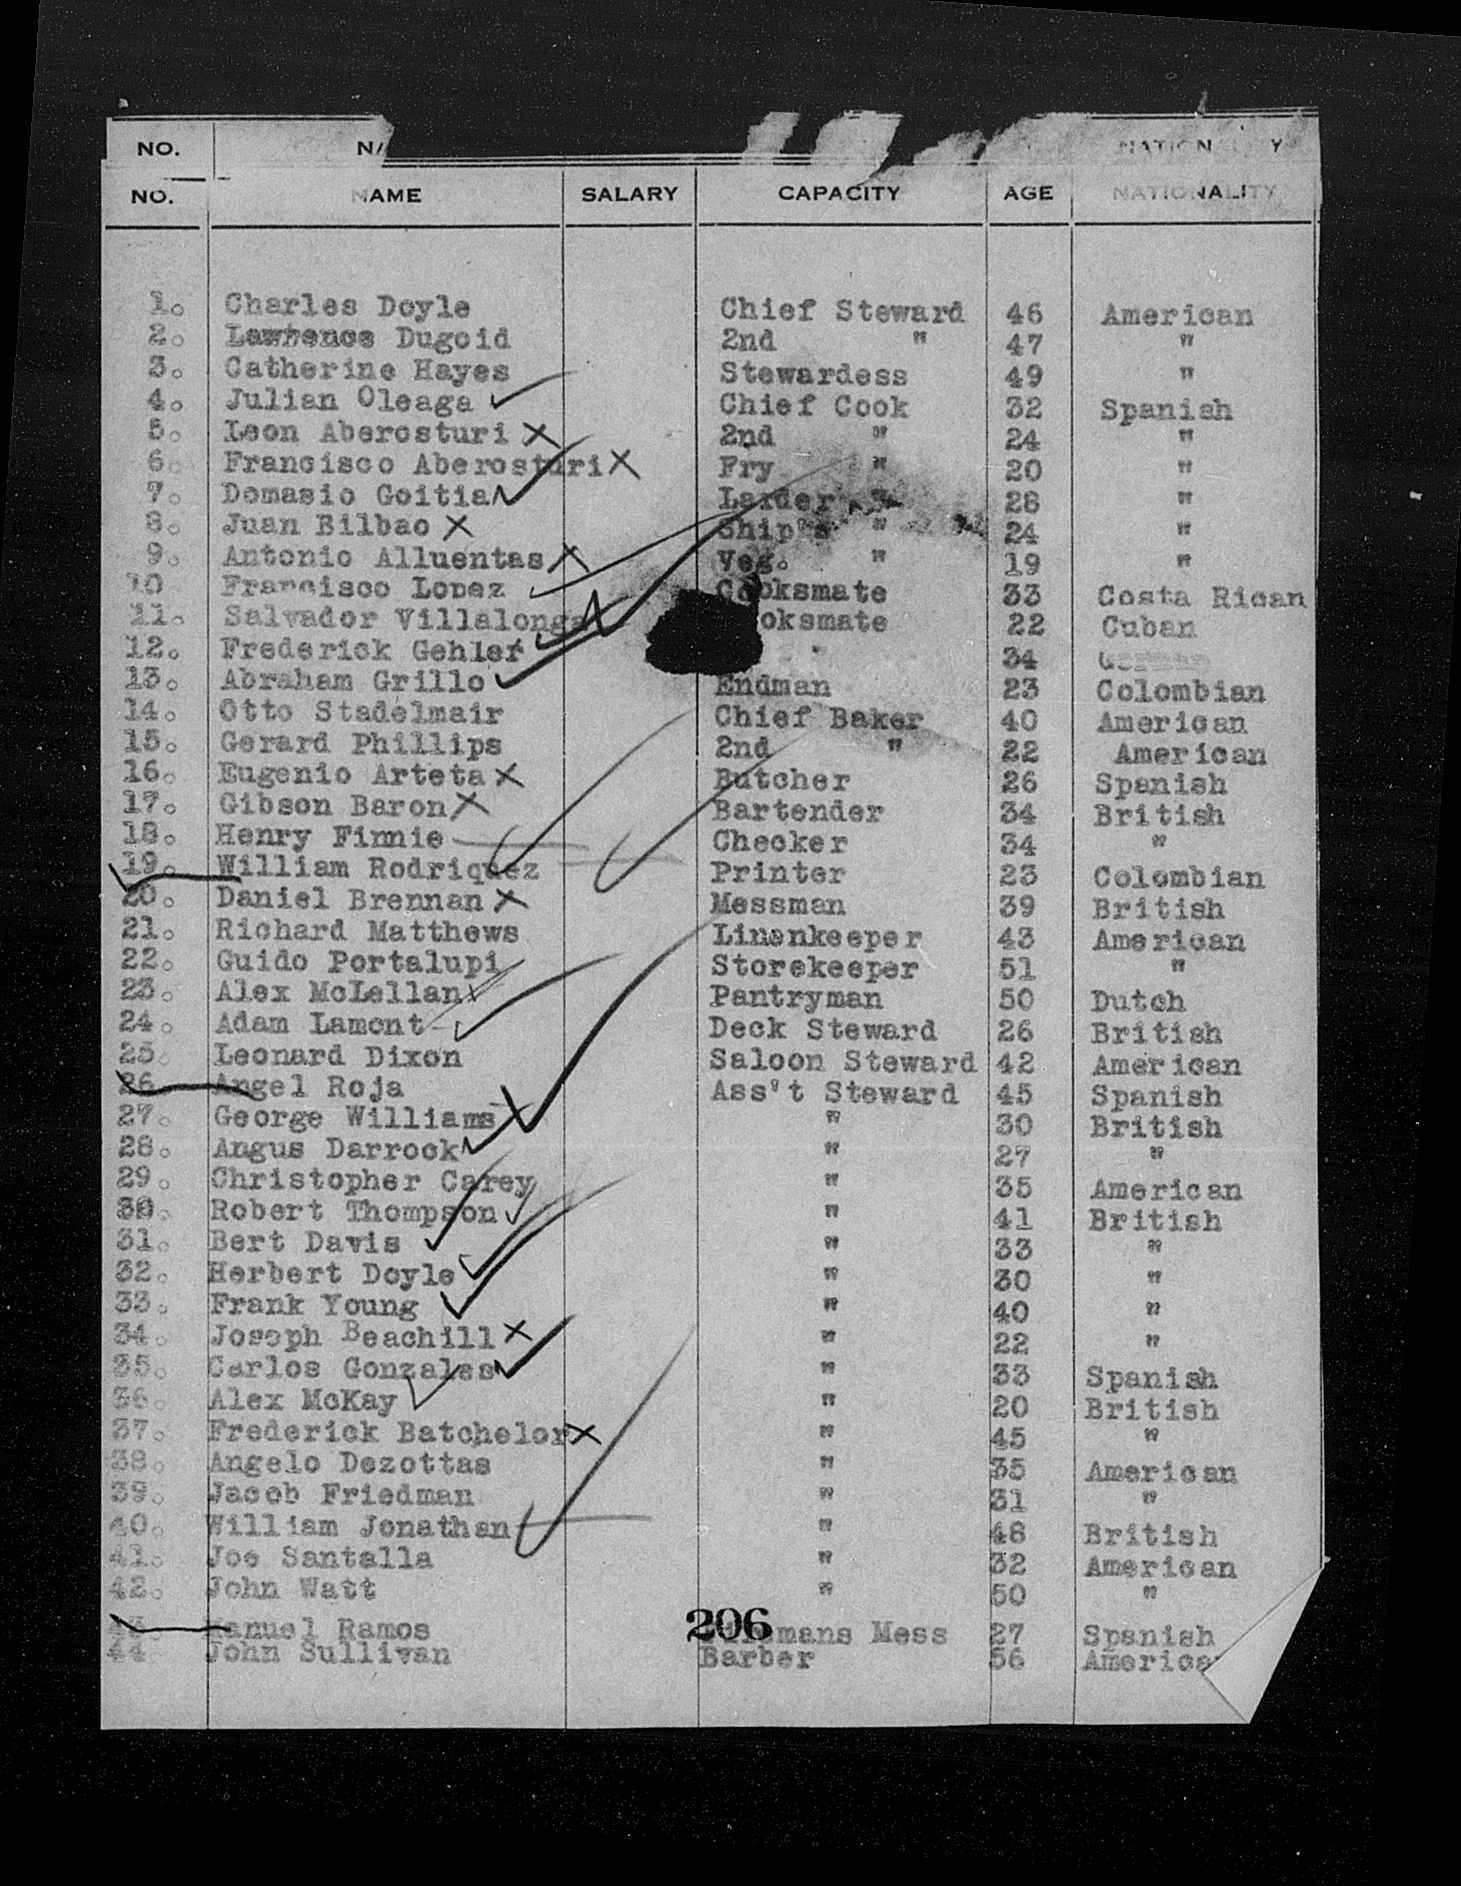 NO. NA NATIONALITY
NO. NAME SALARY CAPACITY AGE NATIONALITY
1. Charles Doyle Chief Steward 46 American
2. Lawrence Dugoid 2nd " 47 "
3. Catherine Hayes Stewardess 49 "
4. Julian Oleaga Chief Cook 32 Spanish
5. Leon Aberosturi 2nd " 24 "
6. Francisco Aberosturi Fry " 20 "
7. Domasio Goitia Larder " 28 "
8. Juan Bilbao Ship's " 24 "
9. Antonio Alluentas Veg. " 19 "
10 Francisco Lopez Cooksmate 33 Costa Rican
11. Salvador Villalonga ooksmate 22 Cuban
12. Frederick Gehler " 34
13. Abraham Grillo Endman 23 Colombian
14. Otto Stadelmair Chief Baker 40 American
15. Gerard Phillips 2nd " 22 American
16. Eugenio Arteta Butcher 26 Spanish
17. Gibson Baron Bartender 34 British
18. Henry Finnie Checker 34 "
19. William Rodriquez Printer 23 Colombian
20. Daniel Brennan Messman 39 British
21. Richard Matthews Linenkeeper 43 American
22. Guido Portalupi Storekeeper 51 "
23. Alex McLellan Pantryman 50 Dutch
24. Adam Lamont Deck Steward 26 British
25. Leonard Dixon Saloon Steward 42 American
26 Angel Roja Ass't Steward 45 Spanish
27. George Williams " 30 British
28. Angus Darrock " 27 "
29. Christopher Carey " 35 American
30. Robert Thompson " 41 British
31. Bert Davis " 33 "
32. Herbert Doyle " 30 "
33. Frank Young " 40 "
34. Joseph Beachill " 22 "
35. Carlos Gonzales " 33 Spanish
36. Alex McKay " 20 British
37. Frederick Batchelor " 45 "
38. Angelo Dezottas " 35 American
39. Jacob Friedman " 31 "
40. William Jonathan " 48 British
41. Joe Santalla " 32 American
42. John Watt " 50 "
206
43. Manuel Ramos Firemans Mess 27 Spanish
44 John Sullivan Barber 56 America